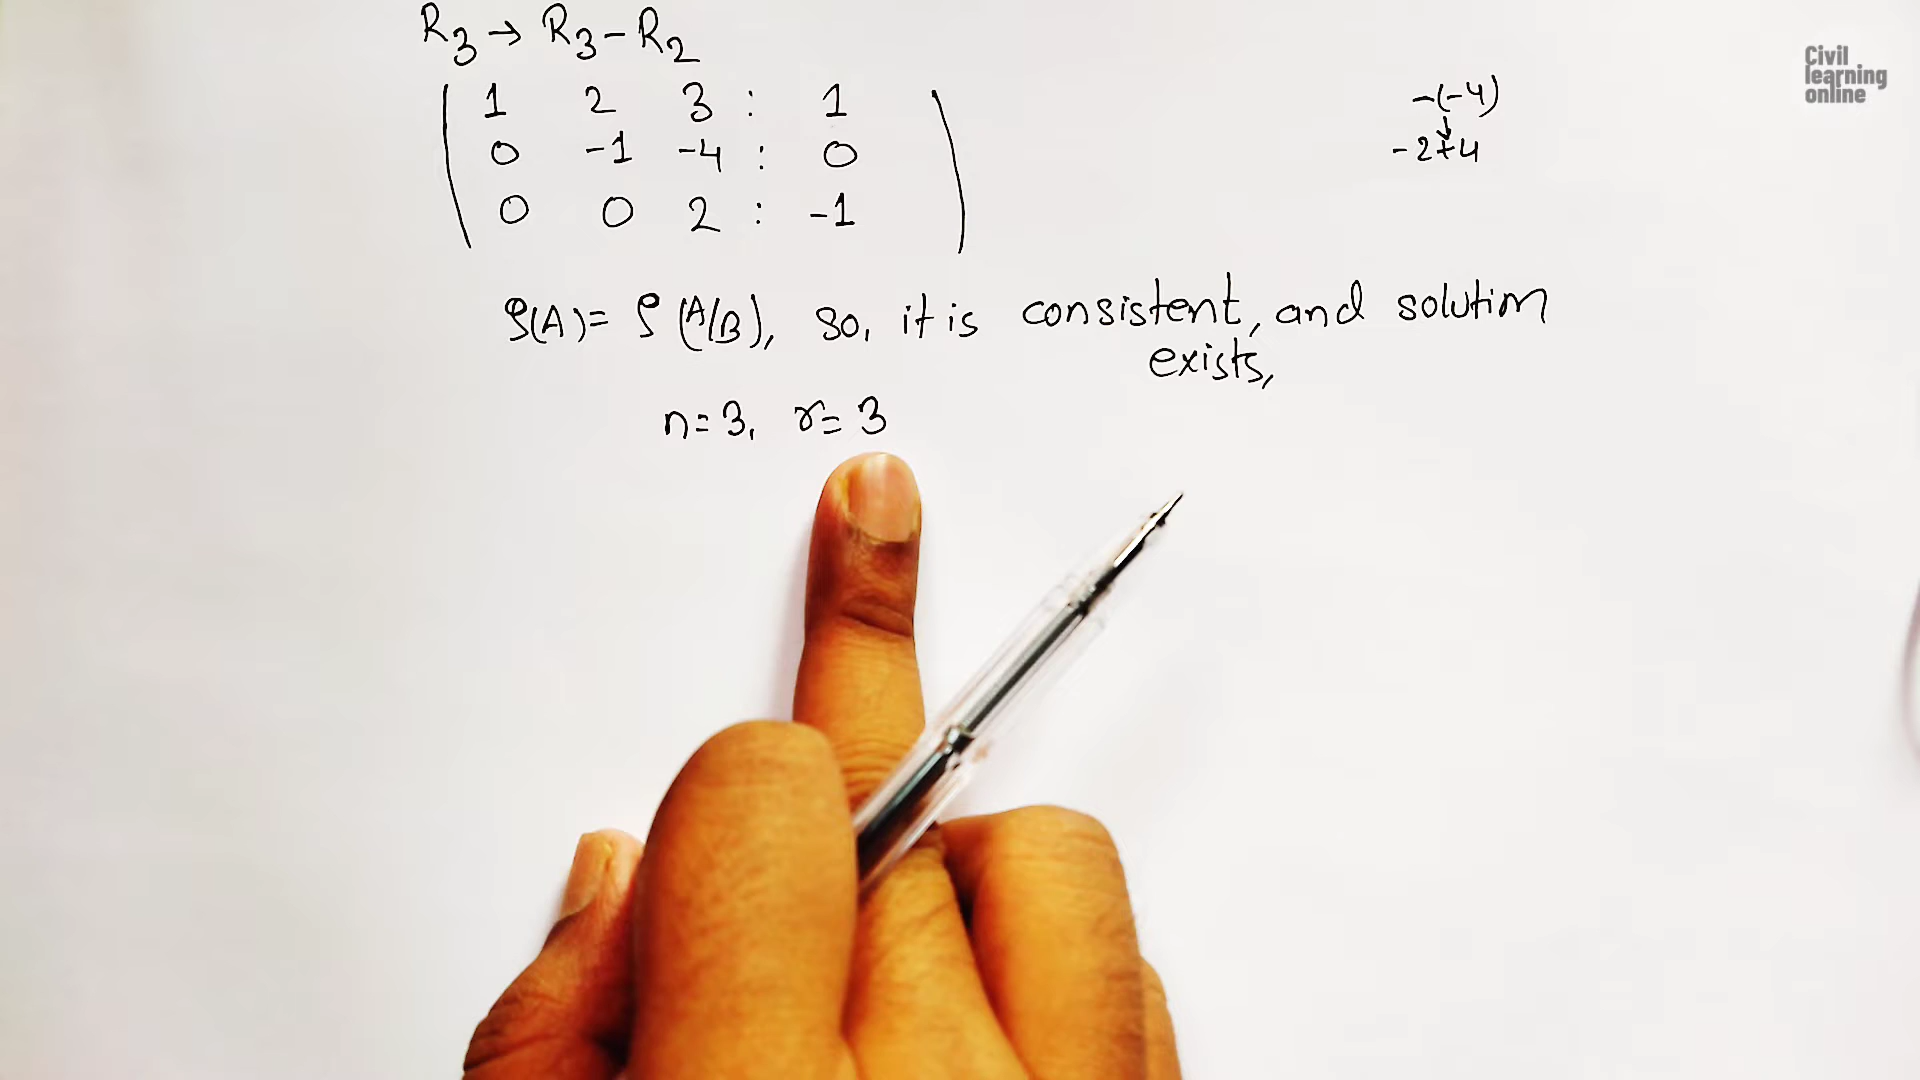 R3 → R3 - R2
1 2 3 : 1
0 -1 -4 : 0
0 0 2 : -1
-(-4)
↓
-2+4
ρ(A) = ρ(A/B), so, it is consistent, and solution
exists,
n = 3, r = 3
Civil
learning
online